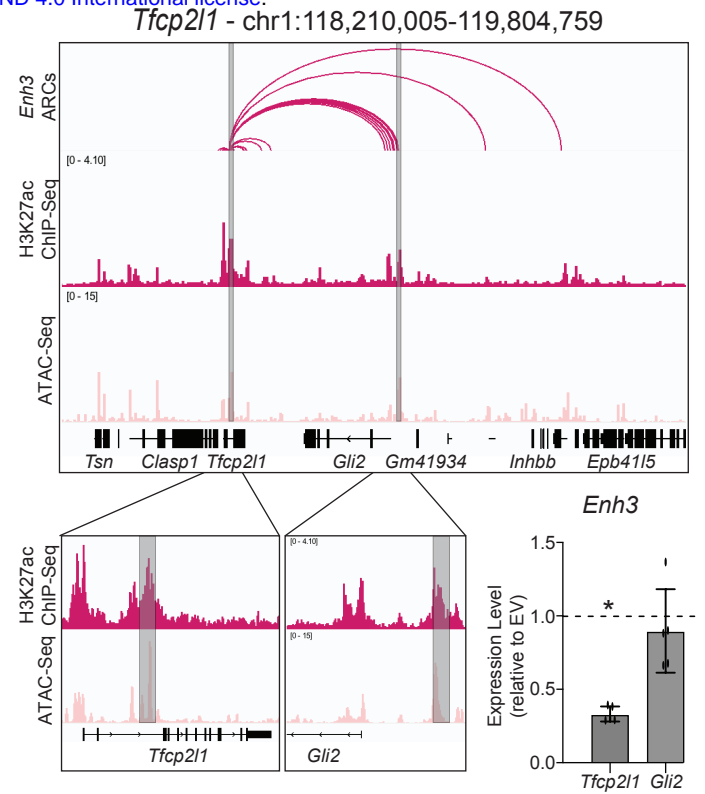 ND 4.0 International license.
Tfcp2l1 - chr1:118,210,005-119,804,759
Enh3
ARCs
[0 - 4.10]
H3K27ac
ChIP-Seq
[0 - 15]
ATAC-Seq
Tsn Clasp1 Tfcp2l1 Gli2 Gm41934 Inhbb Epb41l5
H3K27ac
ChIP-Seq
ATAC-Seq
Tfcp2l1
[0 - 4.10]
[0 - 15]
Gli2
Enh3
Expression Level
(relative to EV)
1.5
1.0
0.5
0.0
*
Tfcp2l1 Gli2